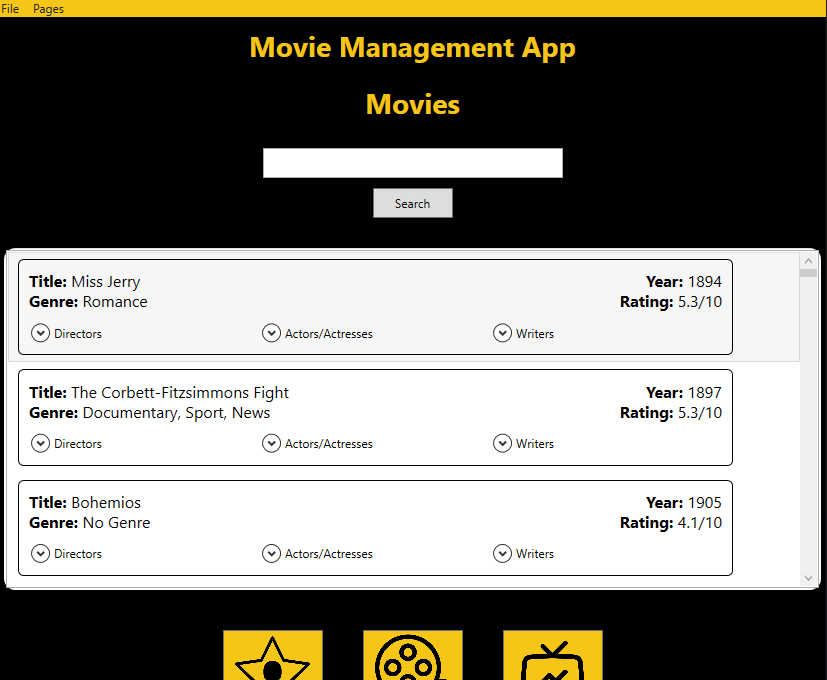 File Pages
Movie Management App
Movies
Search
Title: Miss Jerry Year: 1894
Genre: Romance Rating: 5.3/10
Directors Actors/Actresses Writers
Title: The Corbett-Fitzsimmons Fight Year: 1897
Genre: Documentary, Sport, News Rating: 5.3/10
Directors Actors/Actresses Writers
Title: Bohemios Year: 1905
Genre: No Genre Rating: 4.1/10
Directors Actors/Actresses Writers